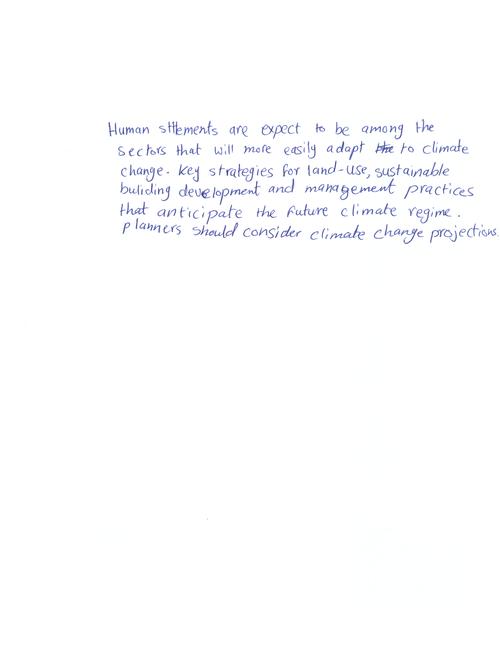 Human sttlements are expect to be among the
sectors that will more easily adapt the to climate
change. Key strategies for land-use, sustainable
buliding development and management practices
that anticipate the future climate regime.
planners should consider climate change projections.